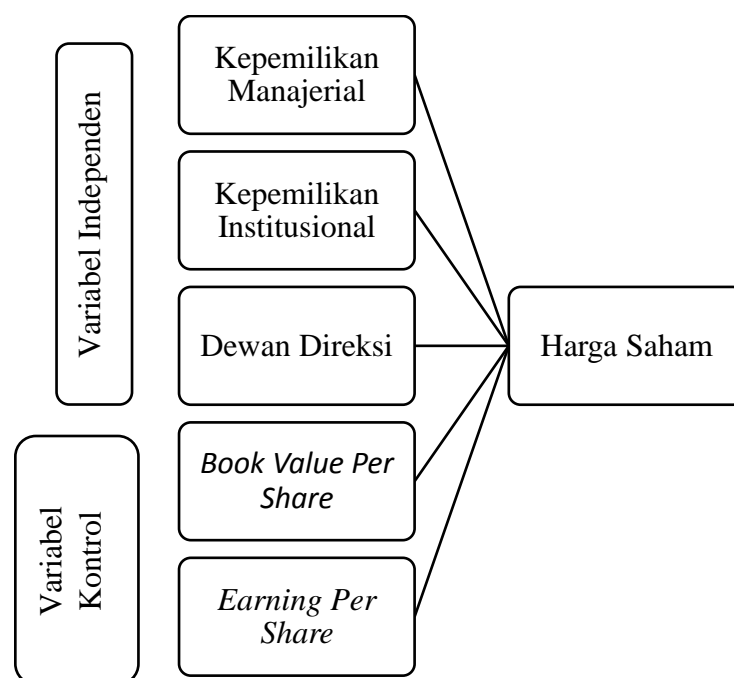 Variabel Independen
Kepemilikan
Manajerial
Kepemilikan
Institusional
Dewan Direksi
Harga Saham
Variabel
Kontrol
Book Value Per
Share
Earning Per
Share